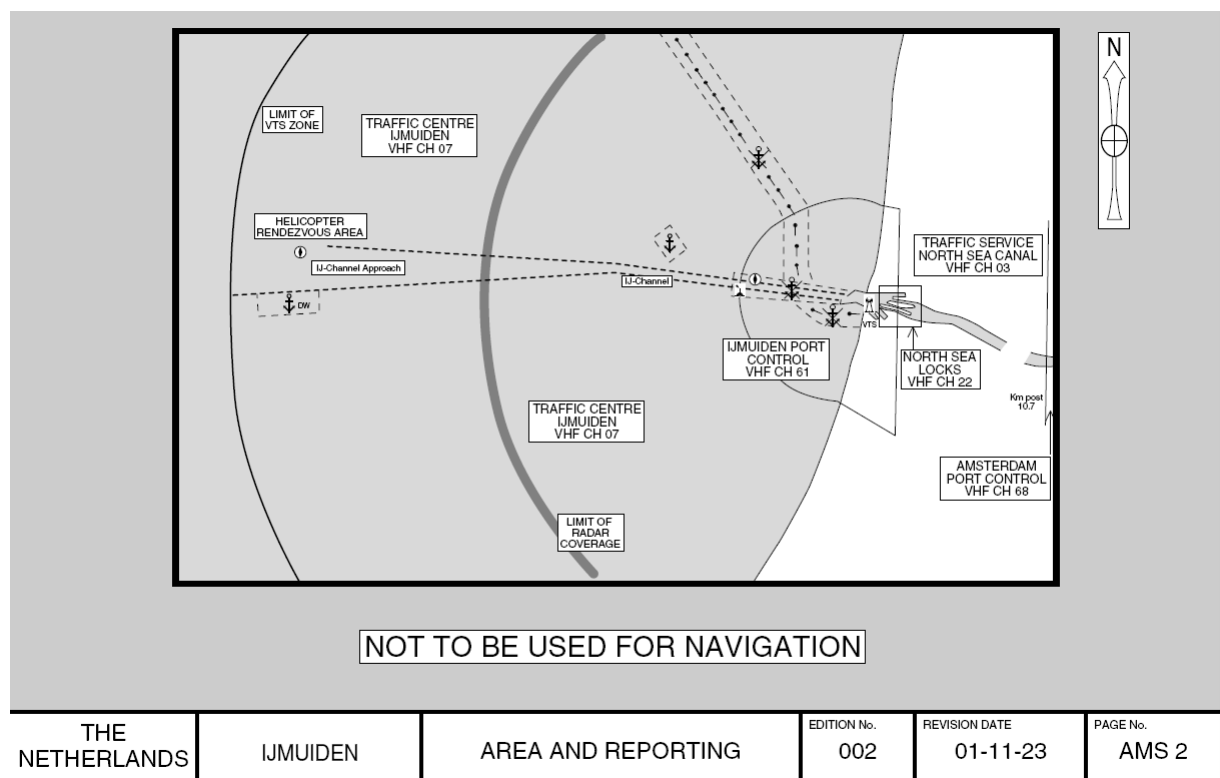 N
LIMIT OF
VTS ZONE
TRAFFIC CENTRE
IJMUIDEN
VHF CH 07
HELICOPTER
RENDEZVOUS AREA
IJ-Channel Approach
DW
IJ-Channel
TRAFFIC SERVICE
NORTH SEA CANAL
VHF CH 03
VTS
IJMUIDEN PORT
CONTROL
VHF CH 61
NORTH SEA
LOCKS
VHF CH 22
Km post
10.7
TRAFFIC CENTRE
IJMUIDEN
VHF CH 07
AMSTERDAM
PORT CONTROL
VHF CH 68
LIMIT OF
RADAR
COVERAGE
NOT TO BE USED FOR NAVIGATION
THE
NETHERLANDS
IJMUIDEN
AREA AND REPORTING
EDITION No.
002
REVISION DATE
01-11-23
PAGE No.
AMS 2